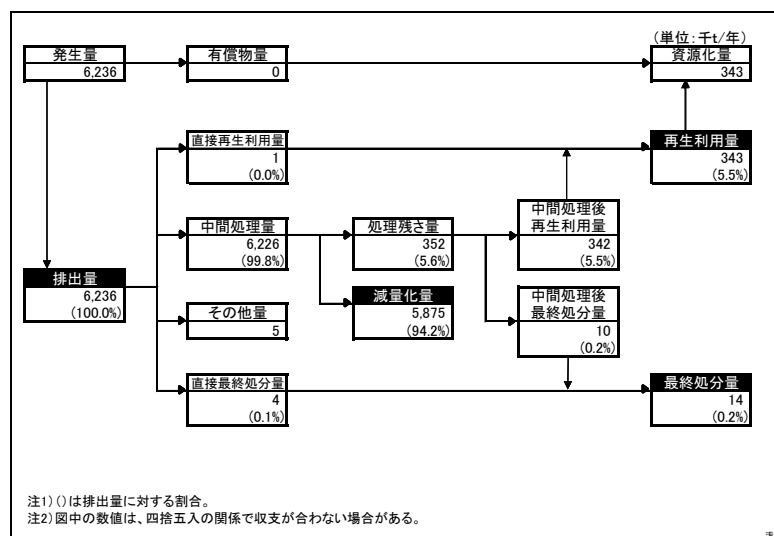 (単位:千t/年)
発生量
6,236
有償物量
0
資源化量
343
直接再生利用量
1
(0.0%)
再生利用量
343
(5.5%)
中間処理量
6,226
(99.8%)
処理残さ量
352
(5.6%)
中間処理後
再生利用量
342
(5.5%)
排出量
6,236
(100.0%)
減量化量
5,875
(94.2%)
その他量
5
中間処理後
最終処分量
10
(0.2%)
直接最終処分量
4
(0.1%)
最終処分量
14
(0.2%)
注1)()は排出量に対する割合。
注2)図中の数値は、四捨五入の関係で収支が合わない場合がある。